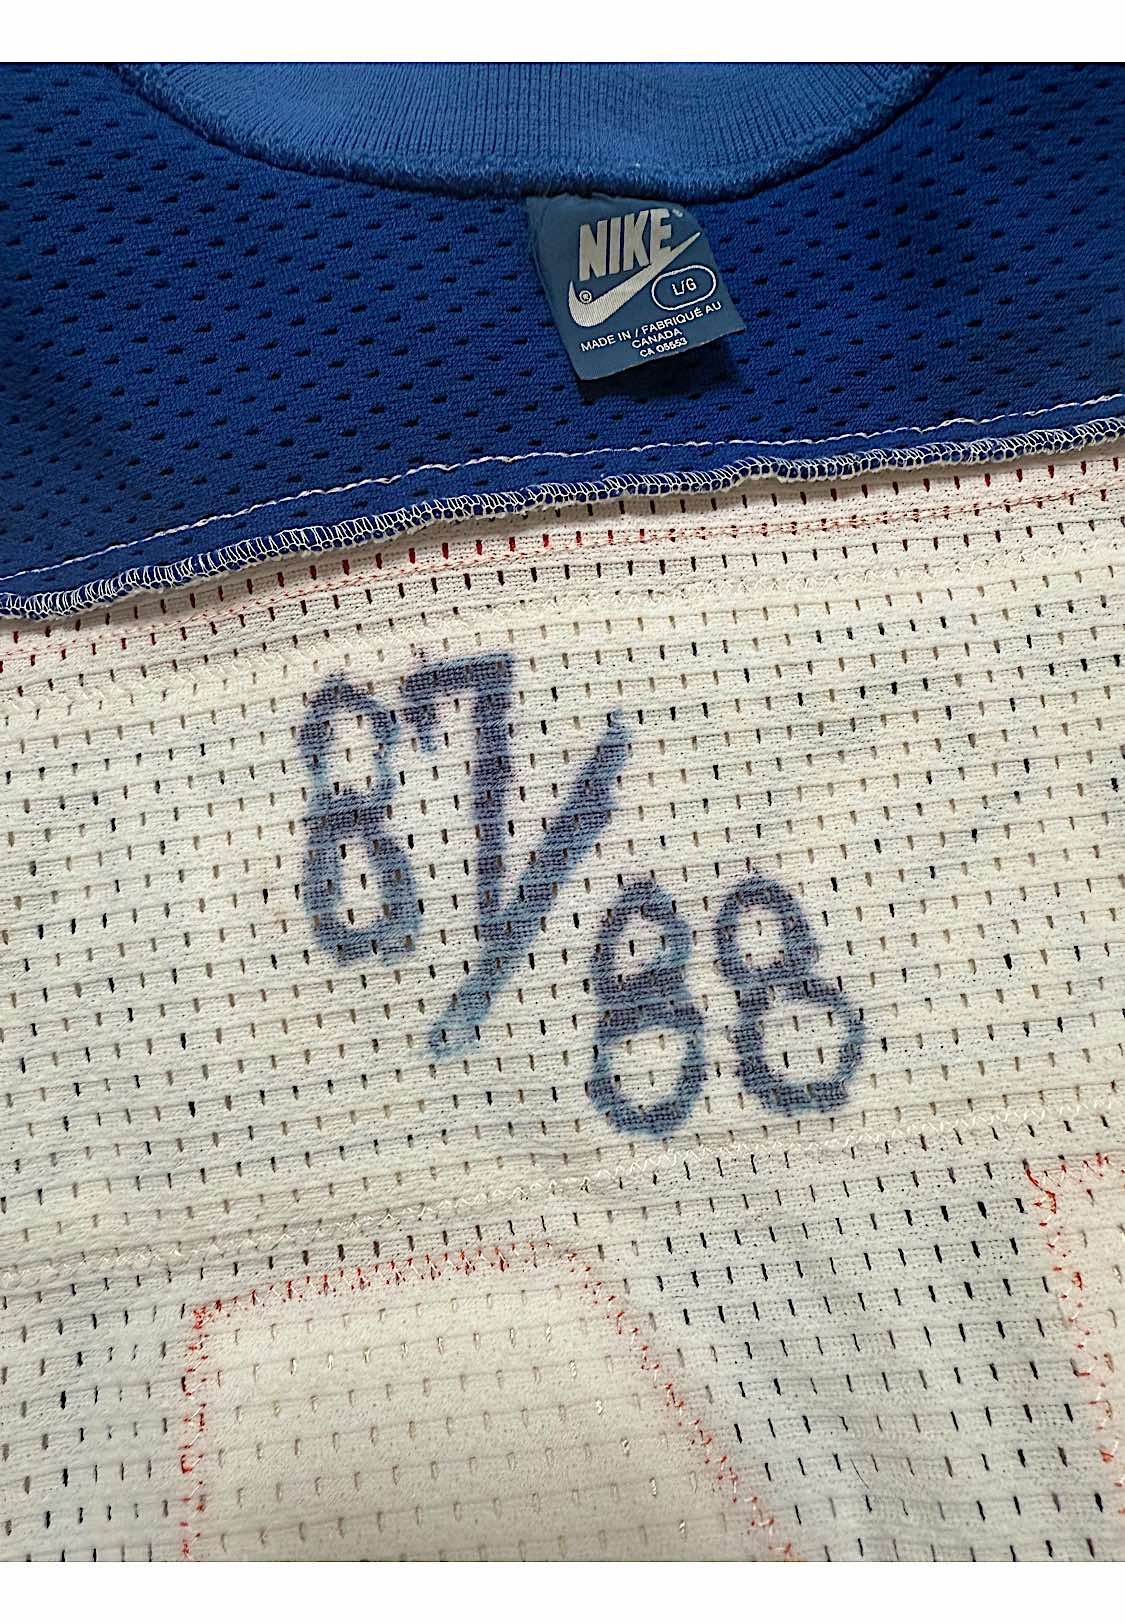 NIKE®
® L/G
MADE IN / FABRIQUÉ AU
CANADA
CA 05553
87/88